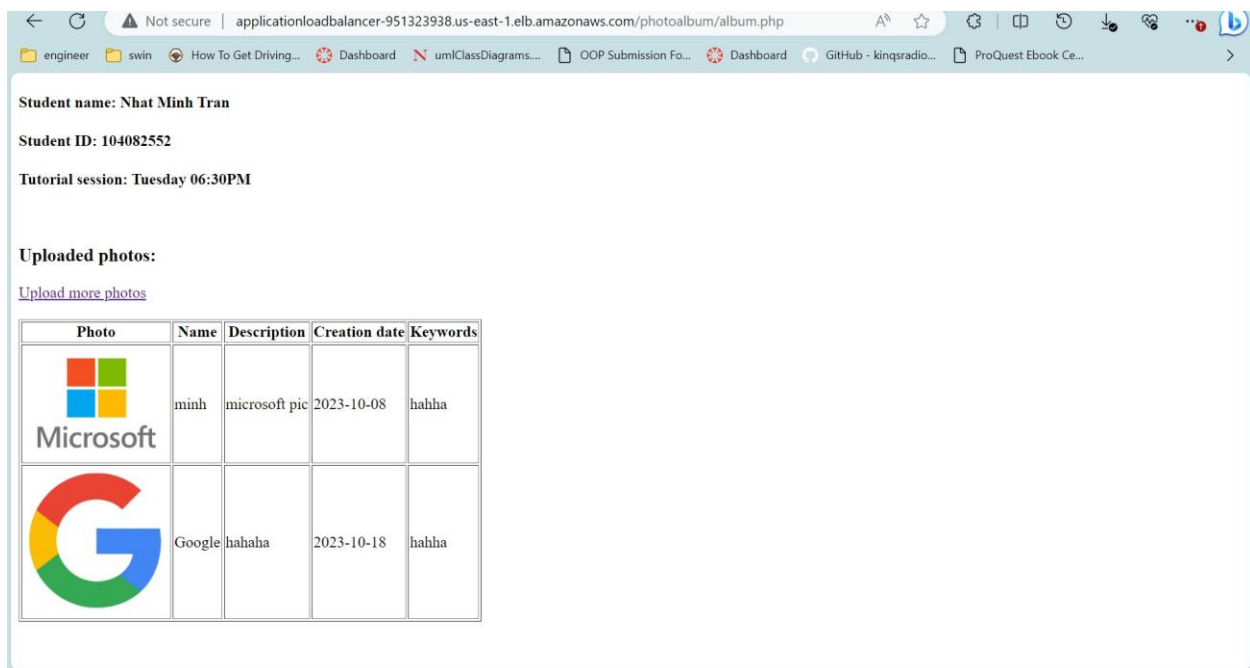 Not secure | applicationloadbalancer-951323938.us-east-1.elb.amazonaws.com/photoalbum/album.php
engineer swin How To Get Driving... Dashboard umlClassDiagrams.... OOP Submission Fo... Dashboard GitHub - kingsradio... ProQuest Ebook Ce...
Student name: Nhat Minh Tran
Student ID: 104082552
Tutorial session: Tuesday 06:30PM
Uploaded photos:
Upload more photos
Photo Name Description Creation date Keywords
Microsoft minh microsoft pic 2023-10-08 hahha
Google hahaha 2023-10-18 hahha